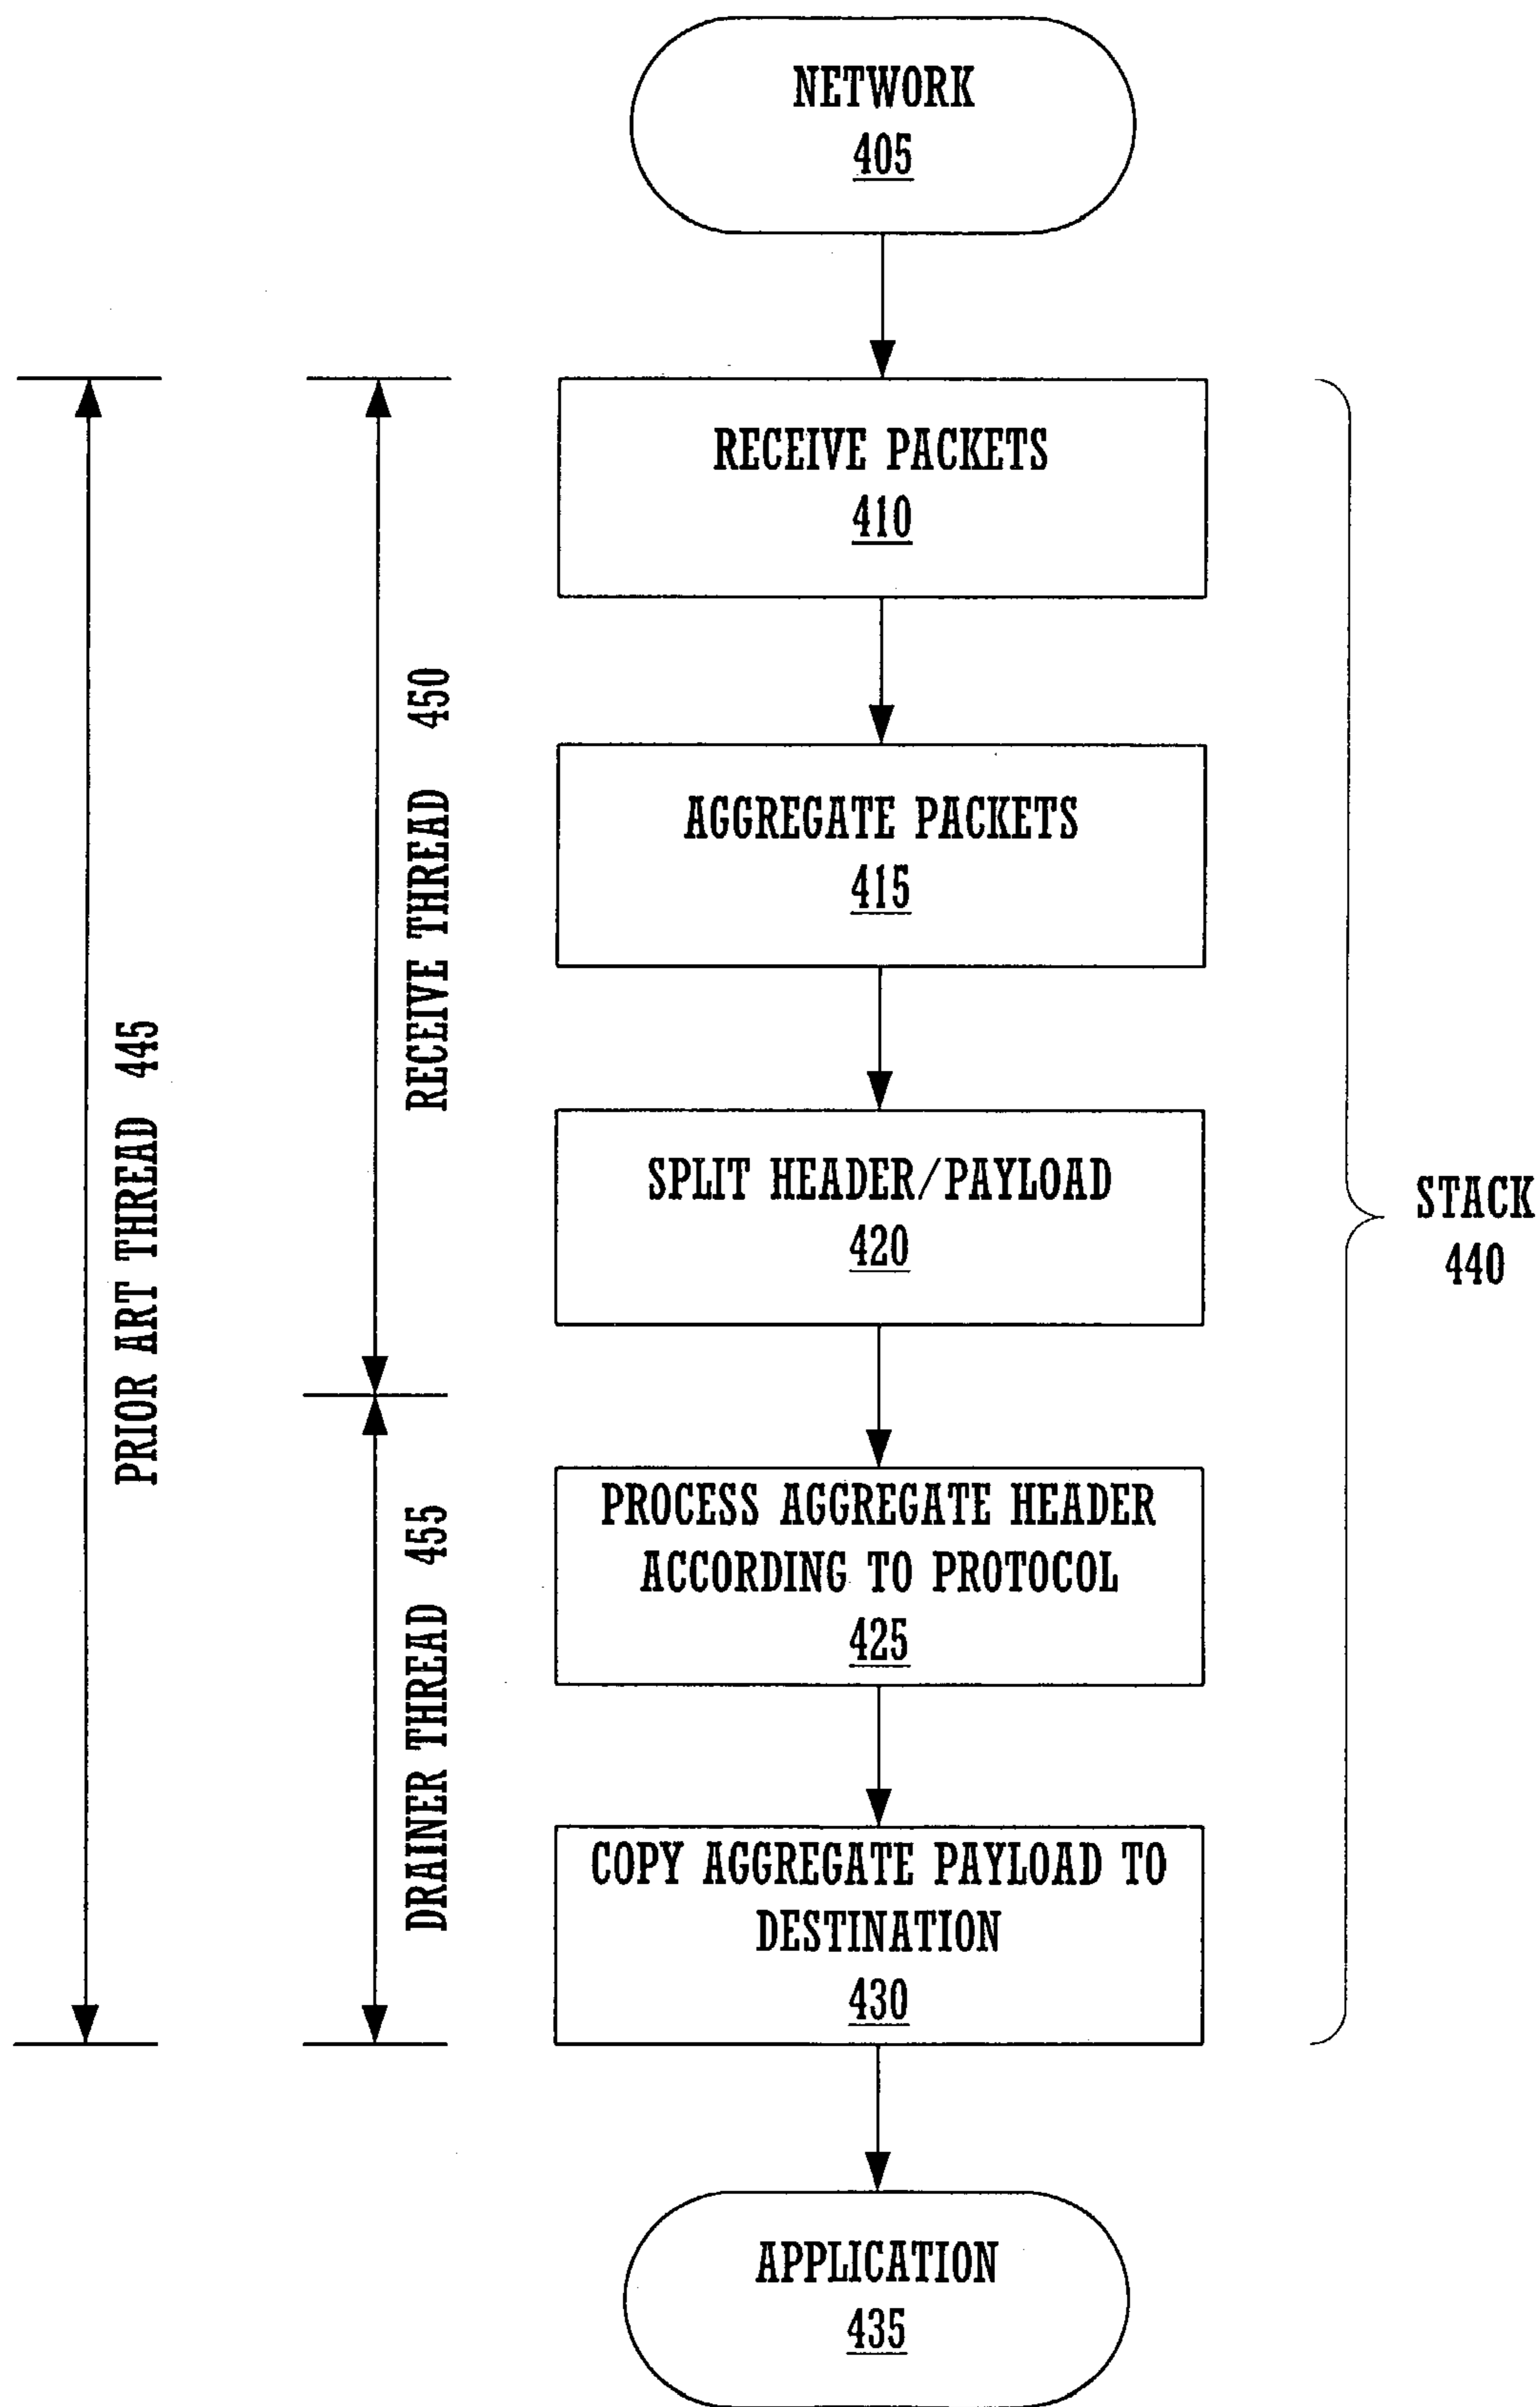 NETWORK
405
RECEIVE PACKETS
410
AGGREGATE PACKETS
415
SPLIT HEADER/PAYLOAD
420
PROCESS AGGREGATE HEADER
ACCORDING TO PROTOCOL
425
COPY AGGREGATE PAYLOAD TO
DESTINATION
430
APPLICATION
435
PRIOR ART THREAD 445
RECEIVE THREAD 450
DRAINER THREAD 455
STACK
440